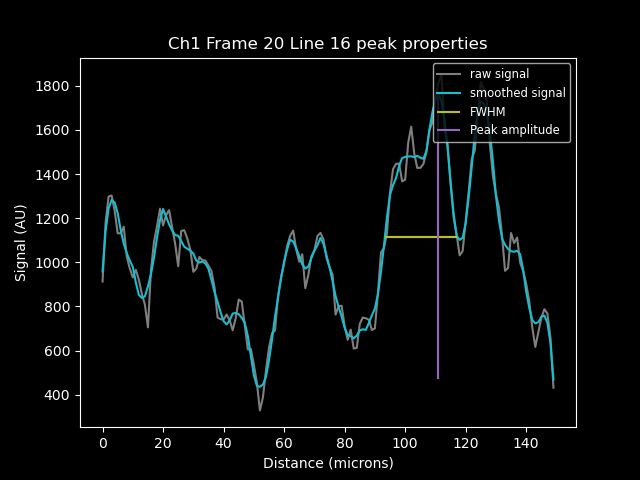 Ch1 Frame 20 Line 16 peak properties
raw signal
smoothed signal
FWHM
Peak amplitude
Signal (AU)
1800
1600
1400
1200
1000
800
600
400
0 20 40 60 80 100 120 140
Distance (microns)